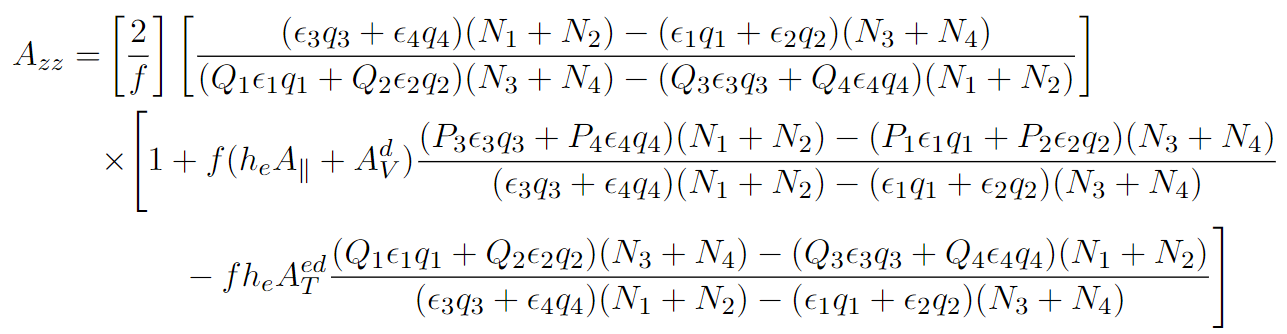 A_{zz} = \left[\frac{2}{f}\right] \left[\frac{(\epsilon_3 q_3 + \epsilon_4 q_4)(N_1 + N_2) - (\epsilon_1 q_1 + \epsilon_2 q_2)(N_3 + N_4)}{(Q_1 \epsilon_1 q_1 + Q_2 \epsilon_2 q_2)(N_3 + N_4) - (Q_3 \epsilon_3 q_3 + Q_4 \epsilon_4 q_4)(N_1 + N_2)}\right]
\times \left[1 + f(h_e A_{\parallel} + A_V^d) \frac{(P_3 \epsilon_3 q_3 + P_4 \epsilon_4 q_4)(N_1 + N_2) - (P_1 \epsilon_1 q_1 + P_2 \epsilon_2 q_2)(N_3 + N_4)}{(\epsilon_3 q_3 + \epsilon_4 q_4)(N_1 + N_2) - (\epsilon_1 q_1 + \epsilon_2 q_2)(N_3 + N_4)}\right.
\left. - f h_e A_T^{ed} \frac{(Q_1 \epsilon_1 q_1 + Q_2 \epsilon_2 q_2)(N_3 + N_4) - (Q_3 \epsilon_3 q_3 + Q_4 \epsilon_4 q_4)(N_1 + N_2)}{(\epsilon_3 q_3 + \epsilon_4 q_4)(N_1 + N_2) - (\epsilon_1 q_1 + \epsilon_2 q_2)(N_3 + N_4)}\right]